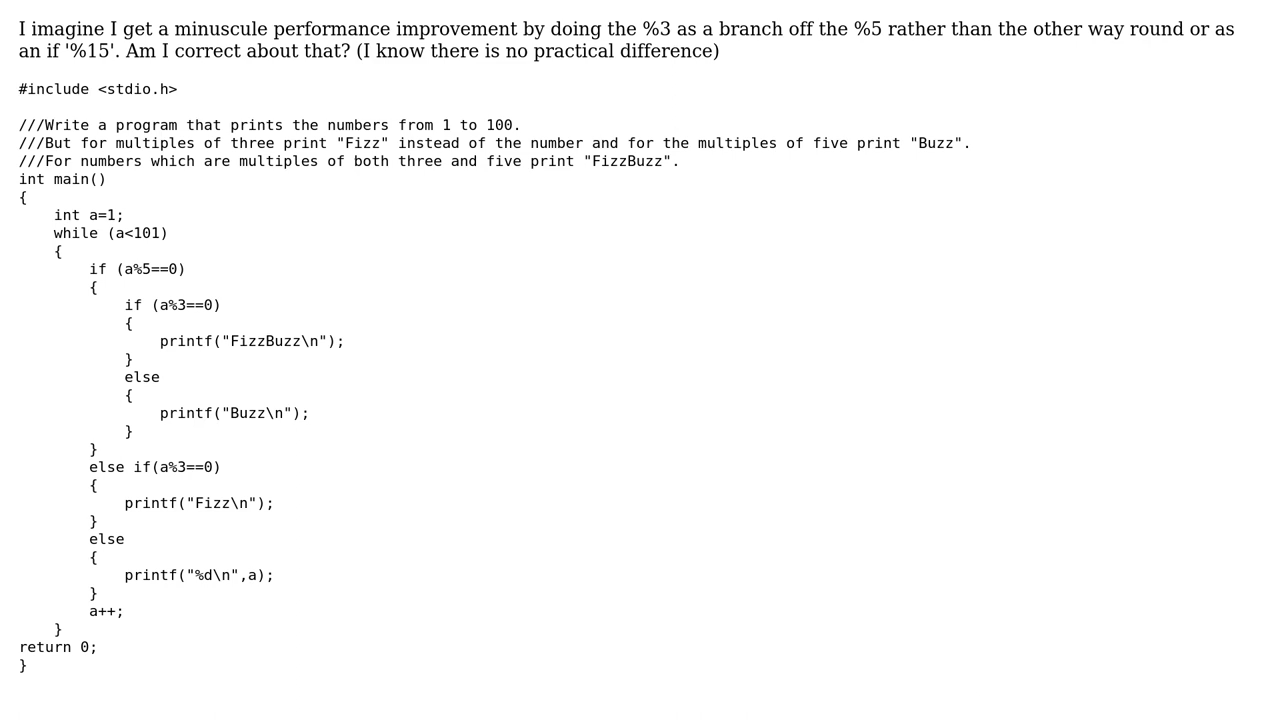 I imagine I get a minuscule performance improvement by doing the %3 as a branch off the %5 rather than the other way round or as
an if '%15'. Am I correct about that? (I know there is no practical difference)
#include <stdio.h>
///Write a program that prints the numbers from 1 to 100.
///But for multiples of three print "Fizz" instead of the number and for the multiples of five print "Buzz".
///For numbers which are multiples of both three and five print "FizzBuzz".
int main()
{
    int a=1;
    while (a<101)
    {
        if (a%5==0)
        {
            if (a%3==0)
            {
                printf("FizzBuzz\n");
            }
            else
            {
                printf("Buzz\n");
            }
        }
        else if(a%3==0)
        {
            printf("Fizz\n");
        }
        else
        {
            printf("%d\n",a);
        }
        a++;
    }
return 0;
}